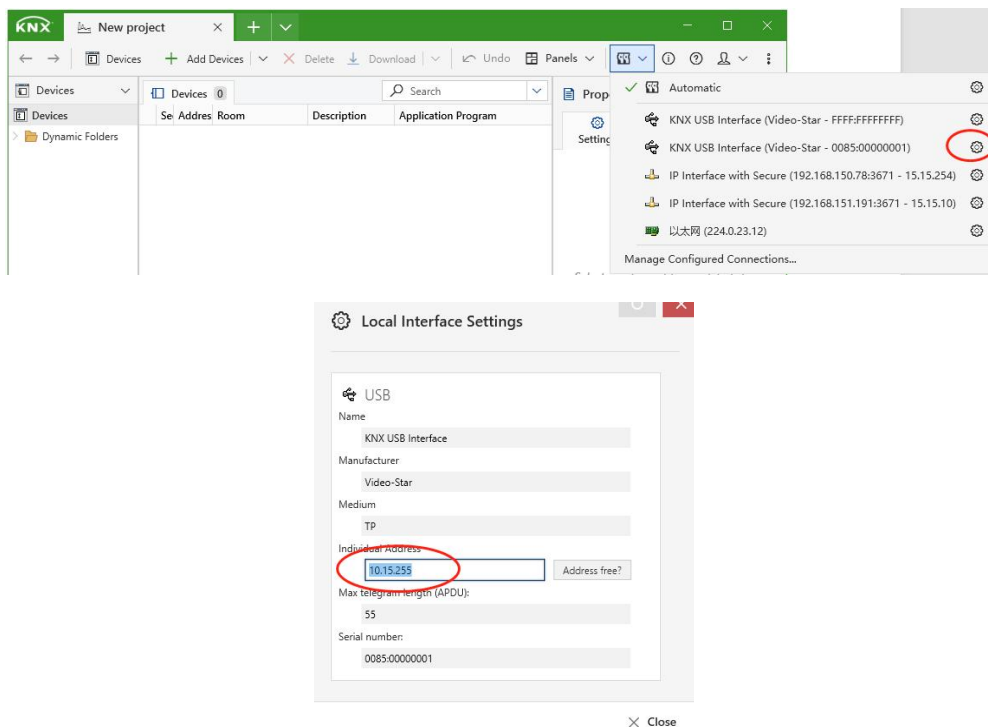 KNX New project
Devices Add Devices Delete Download Undo Panels
Devices Devices 0 Search Prop
Automatic
Devices Se Addres Room Description Application Program
Dynamic Folders
Setting
KNX USB Interface (Video-Star - FFFF:FFFFFFFF)
KNX USB Interface (Video-Star - 0085:00000001)
IP Interface with Secure (192.168.150.78:3671 - 15.15.254)
IP Interface with Secure (192.168.151.191:3671 - 15.15.10)
以太网 (224.0.23.12)
Manage Configured Connections...
Local Interface Settings
USB
Name
KNX USB Interface
Manufacturer
Video-Star
Medium
TP
Individual Address
10.15.255 Address free?
Max telegram length (APDU):
55
Serial number:
0085:00000001
Close